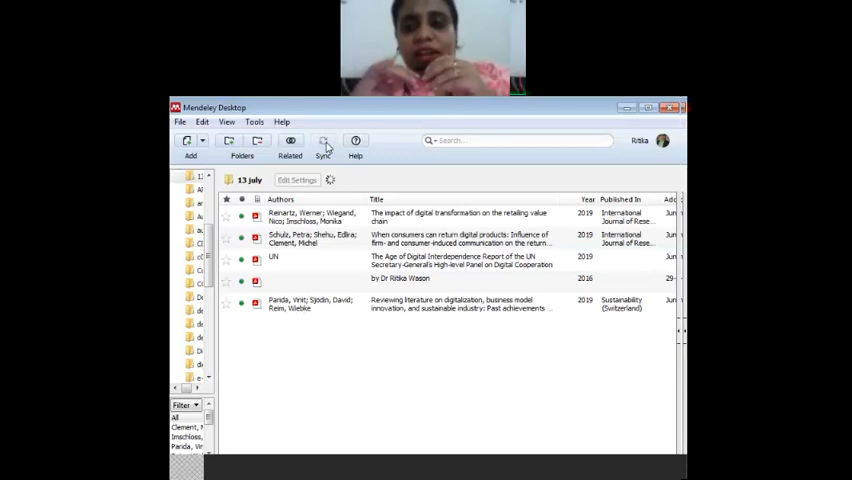 Mendeley Desktop
File Edit View Tools Help
Add Folders Related Sync Help
Search...
Ritika
13 july Edit Settings
Authors Title Year Published In
Reinartz, Werner; Wiegand, The impact of digital transformation on the retailing value 2019 International
Nico; Imschloss, Monika chain Journal of Rese...
Schulz, Petra; Shehu, Edlira; When consumers can return digital products: Influence of 2019 International
Clement, Michel firm- and consumer-induced communication on the return... Journal of Rese...
UN The Age of Digital Interdependence Report of the UN 2019
Secretary-General's High-level Panel on Digital Cooperation
by Dr Ritika Wason 2016
Parida, Vinit; Sjödin, David; Reviewing literature on digitalization, business model 2019 Sustainability
Reim, Wiebke innovation, and sustainable industry: Past achievements ... (Switzerland)
Filter
All
Clement,
Imschloss,
Parida,